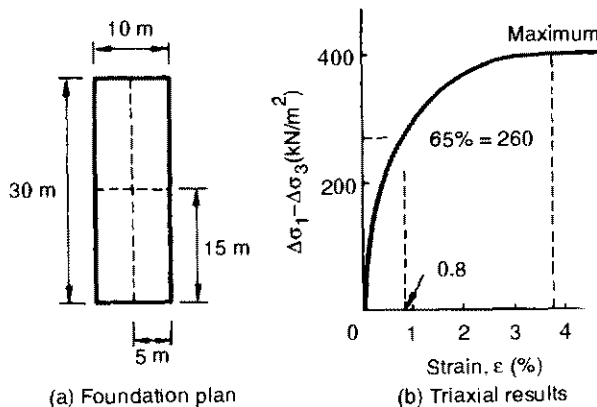 10 m
30 m
15 m
5 m
(a) Foundation plan
Maximum
400
65% = 260
200
0.8
Δσ₁–Δσ₃(kN/m²)
0 1 2 3 4
Strain, ε (%)
(b) Triaxial results